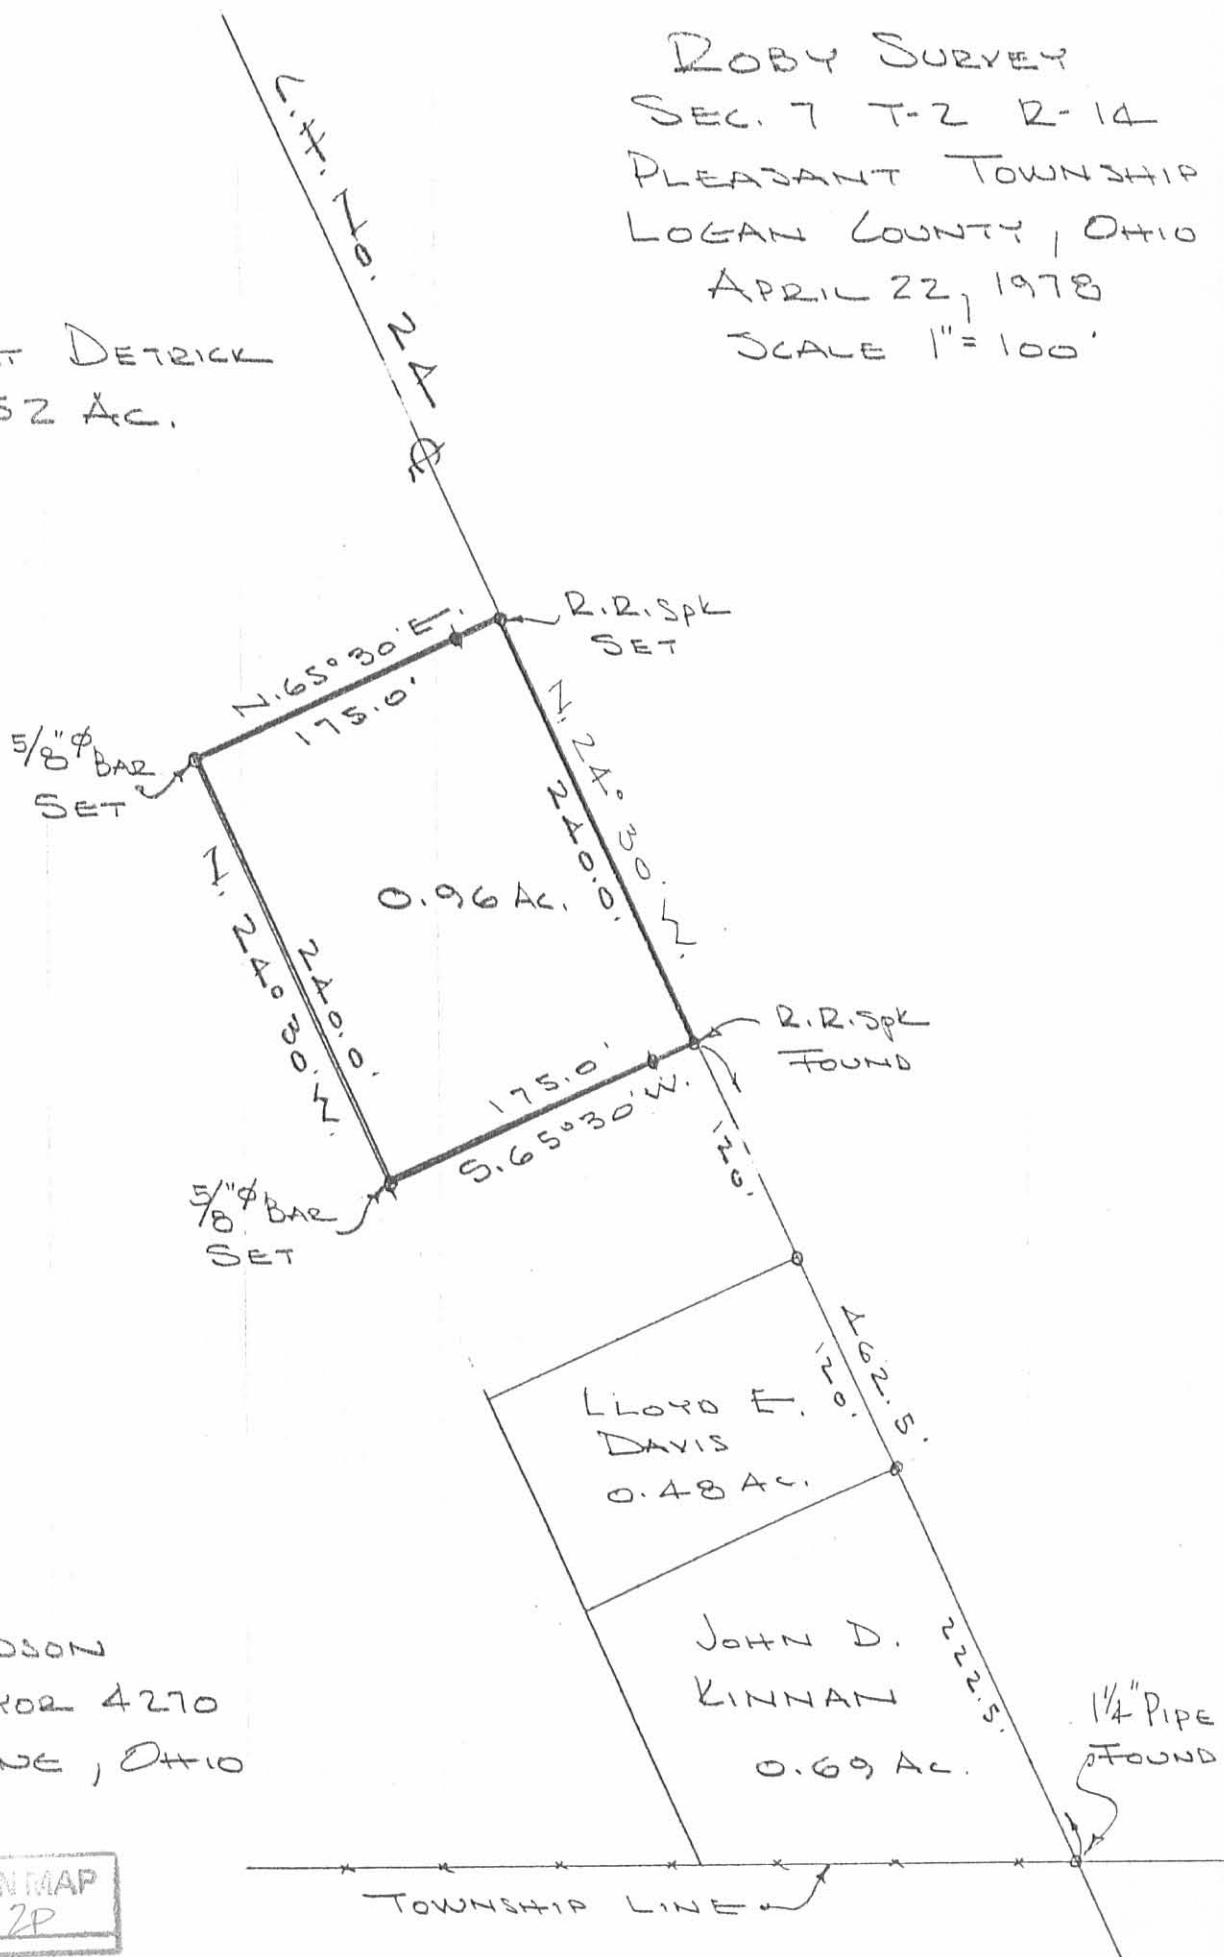 ROBY SURVEY
SEC. 7 T-2 R-14
PLEASANT TOWNSHIP
LOGAN COUNTY, OHIO
APRIL 22, 1978
SCALE 1" = 100'
DETRICK
52 AC.
24
R.R. SPK
SET
N. 65° 30' E.
175.0'
5/8" Φ BAR
SET
N. 24° 30' W.
240.0'
0.96 AC.
N. 24° 30' W.
240.0'
R.R. SPK
FOUND
175.0'
S. 65° 30' W.
120'
5/8" Φ BAR
SET
462.5'
120'
LLOYD E.
DAVIS
0.48 AC.
JOHN D.
KINNAN
0.69 AC.
222.5'
1¼" PIPE
FOUND
DSON
YOR 4270
NE, OHIO
N MAP
2P
TOWNSHIP LINE